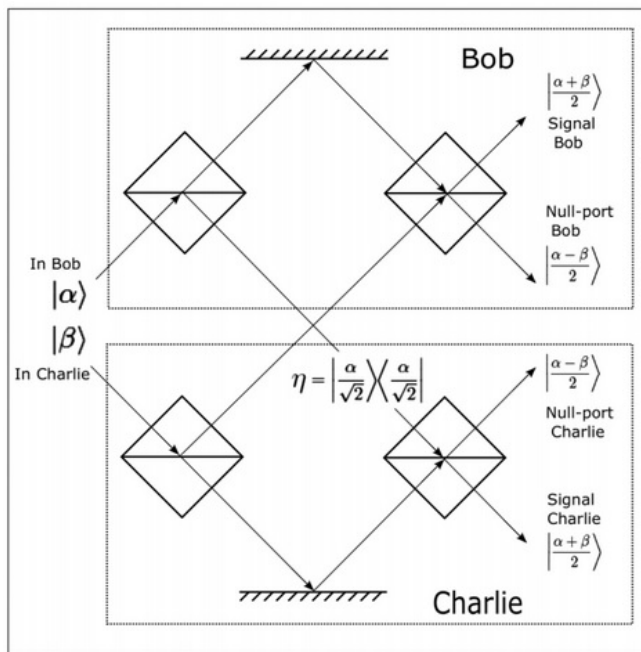 Bob
|α+β/2⟩
Signal
Bob
Null-port
Bob
|α−β/2⟩
In Bob
|α⟩
|β⟩
In Charlie
η = |α/√2⟩⟨α/√2|
|α−β/2⟩
Null-port
Charlie
Signal
Charlie
|α+β/2⟩
Charlie